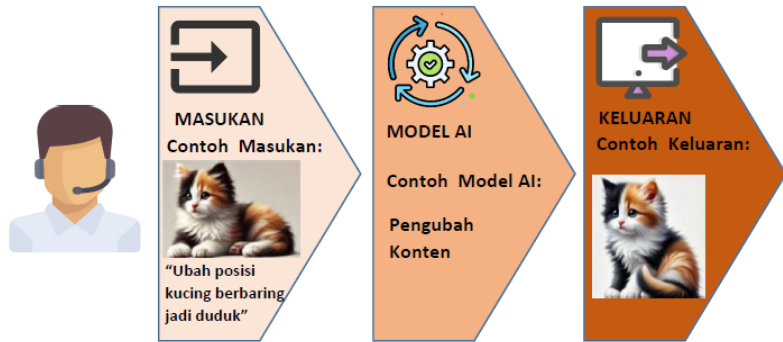 MASUKAN
Contoh Masukan:
“Ubah posisi
kucing berbaring
jadi duduk”
MODEL AI
Contoh Model AI:
Pengubah
Konten
KELUARAN
Contoh Keluaran: